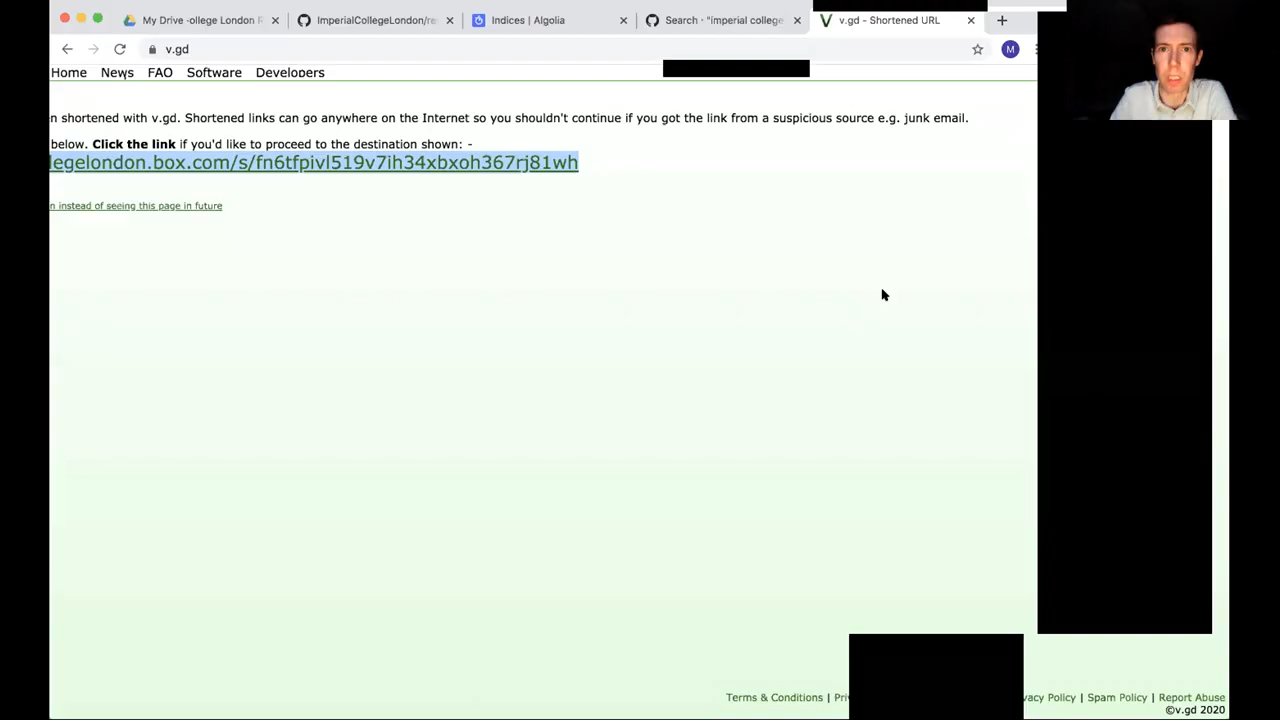 My Drive -ollege London R
ImperialCollegeLondon/re
Indices | Algolia
Search · "imperial college
v.gd - Shortened URL
v.gd
M
Home News FAQ Software Developers
n shortened with v.gd. Shortened links can go anywhere on the Internet so you shouldn't continue if you got the link from a suspicious source e.g. junk email.
below. Click the link if you'd like to proceed to the destination shown: -
legelondon.box.com/s/fn6tfpivl519v7ih34xbxoh367rj81wh
n instead of seeing this page in future
Terms & Conditions | Pri vacy Policy | Spam Policy | Report Abuse
©v.gd 2020